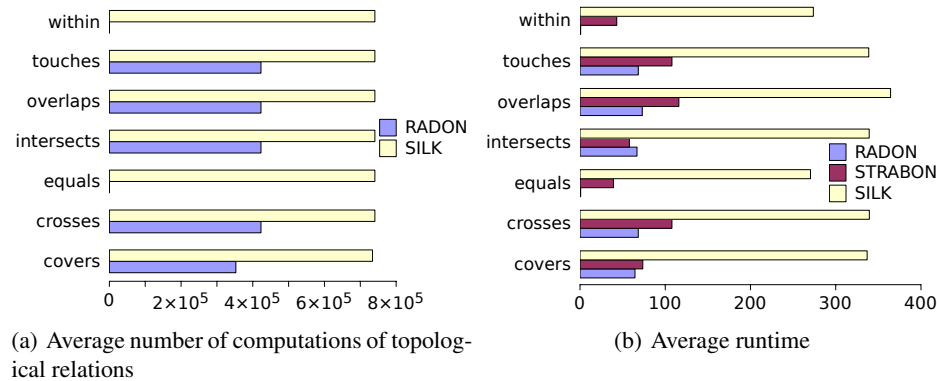 within
touches
overlaps
intersects
equals
crosses
covers
RADON
SILK
0 2×10⁵ 4×10⁵ 6×10⁵ 8×10⁵
(a) Average number of computations of topolog-
ical relations
within
touches
overlaps
intersects
equals
crosses
covers
RADON
STRABON
SILK
0 100 200 300 400
(b) Average runtime